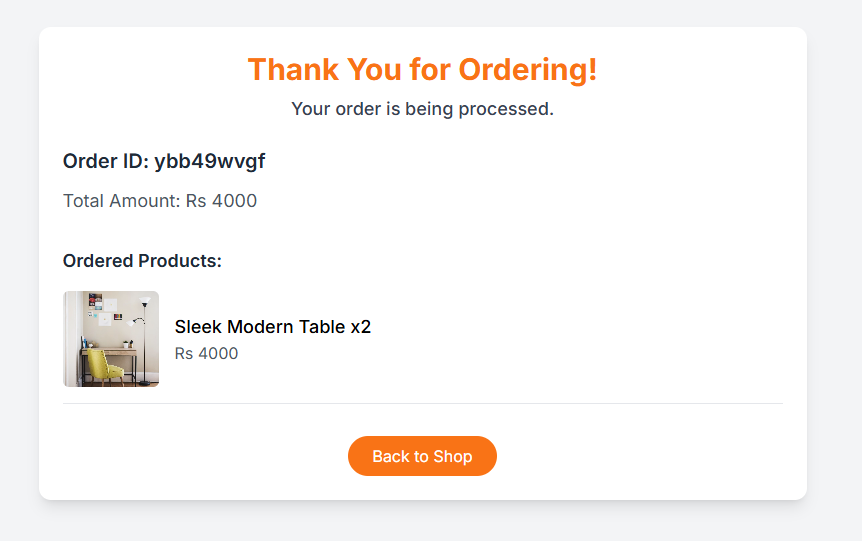 Thank You for Ordering!
Your order is being processed.
Order ID: ybb49wvgf
Total Amount: Rs 4000
Ordered Products:
Sleek Modern Table x2
Rs 4000
Back to Shop